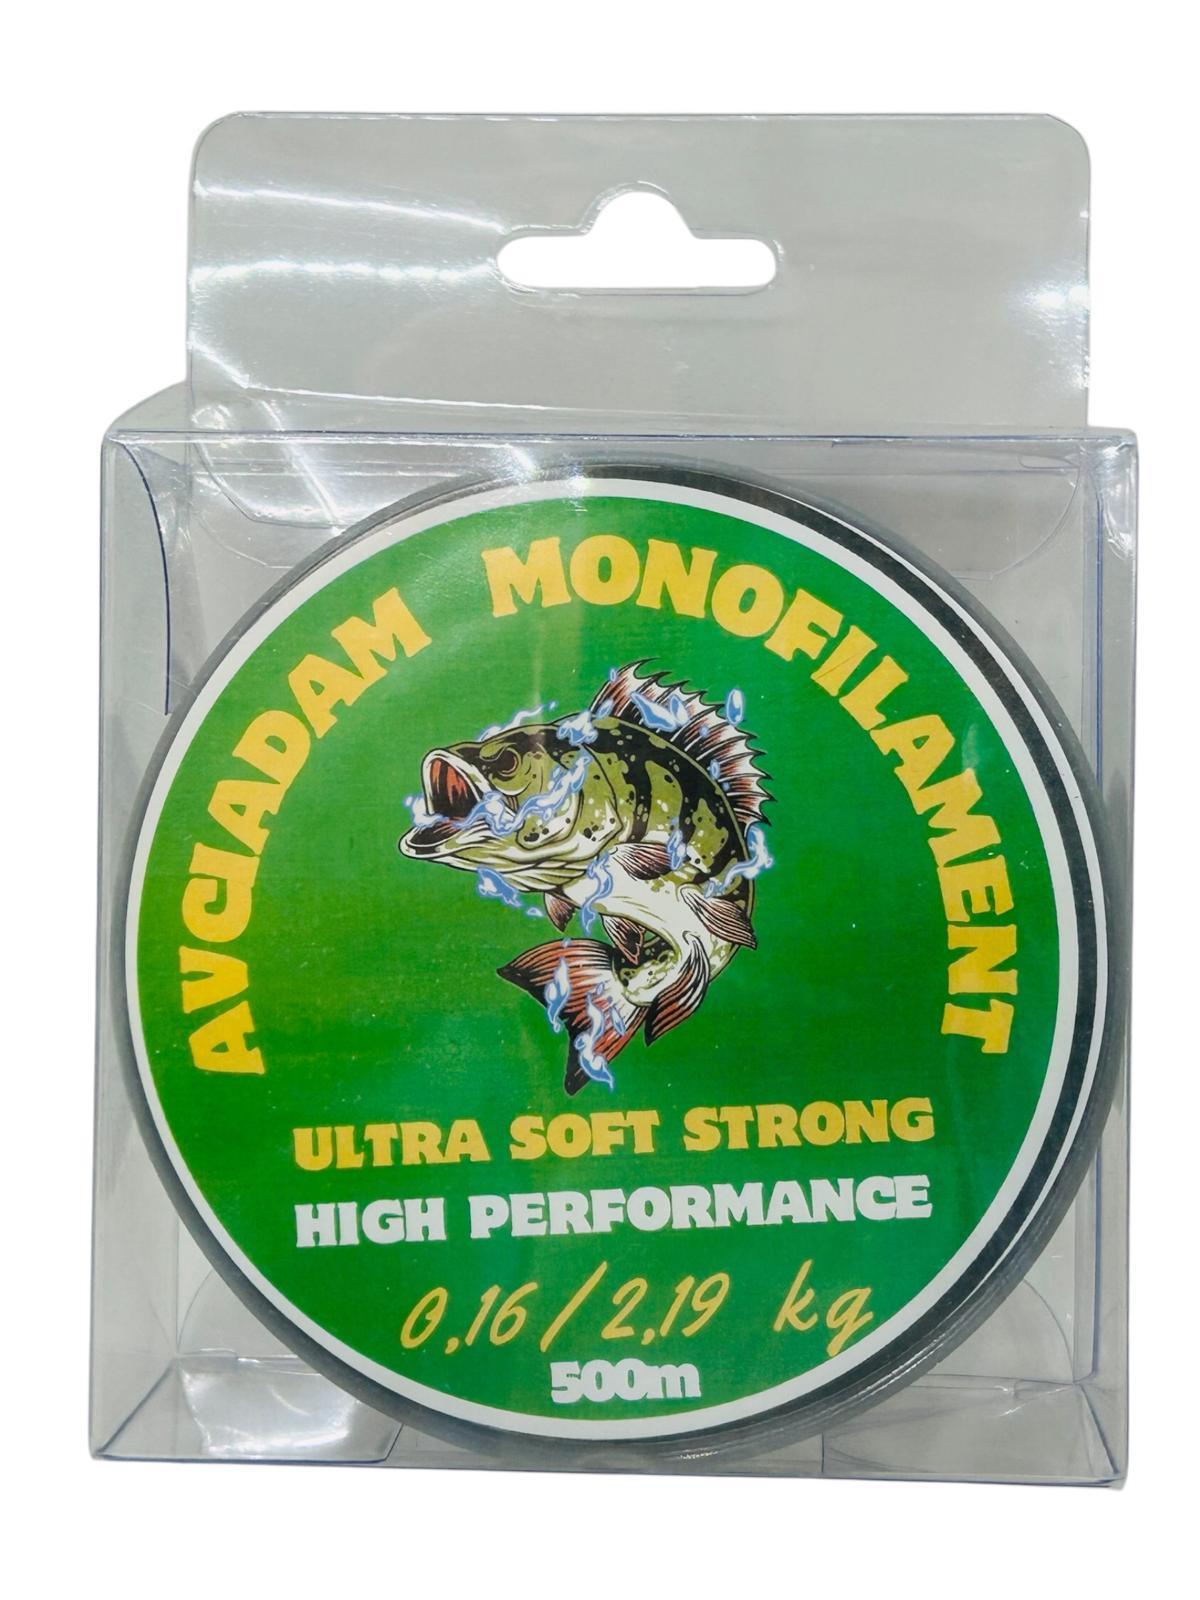 AVCIADAM MONOFILAMENT
ULTRA SOFT STRONG
HIGH PERFORMANCE
0,16/2,19 kg
500m